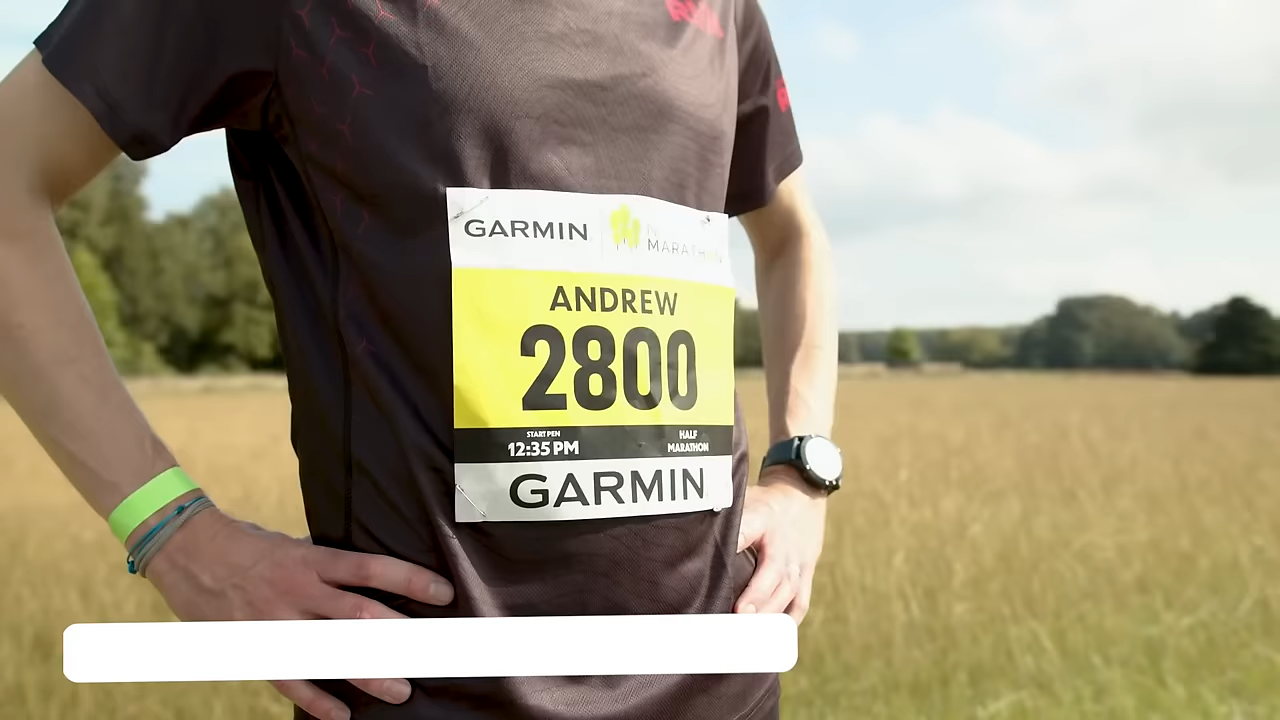 GARMIN
MARATHON
ANDREW
2800
START PEN
12:35 PM
HALF
MARATHON
GARMIN